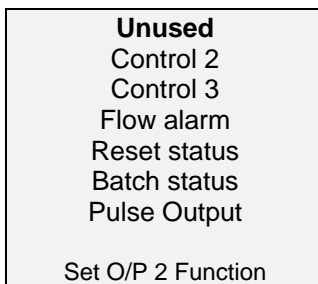 Unused
Control 2
Control 3
Flow alarm
Reset status
Batch status
Pulse Output
Set O/P 2 Function